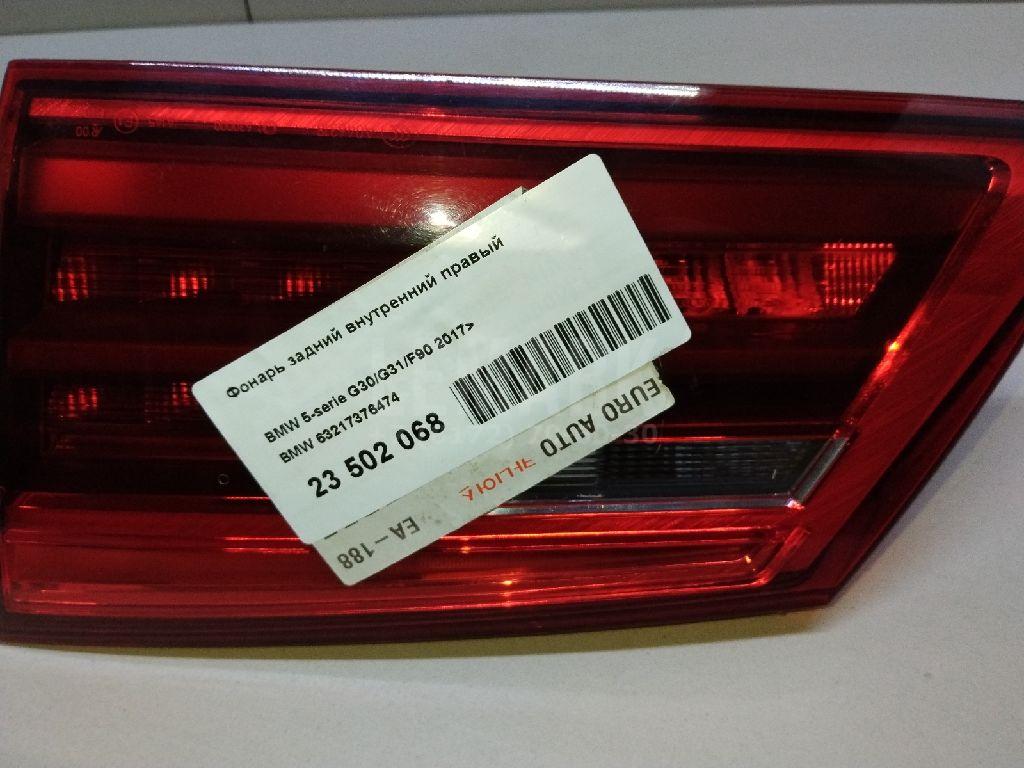 Фонарь задний внутренний правый
BMW 5-serie G30/G31/F90 2017>
BMW 63217376474
23 502 068
EURO AUTO
EA – 188